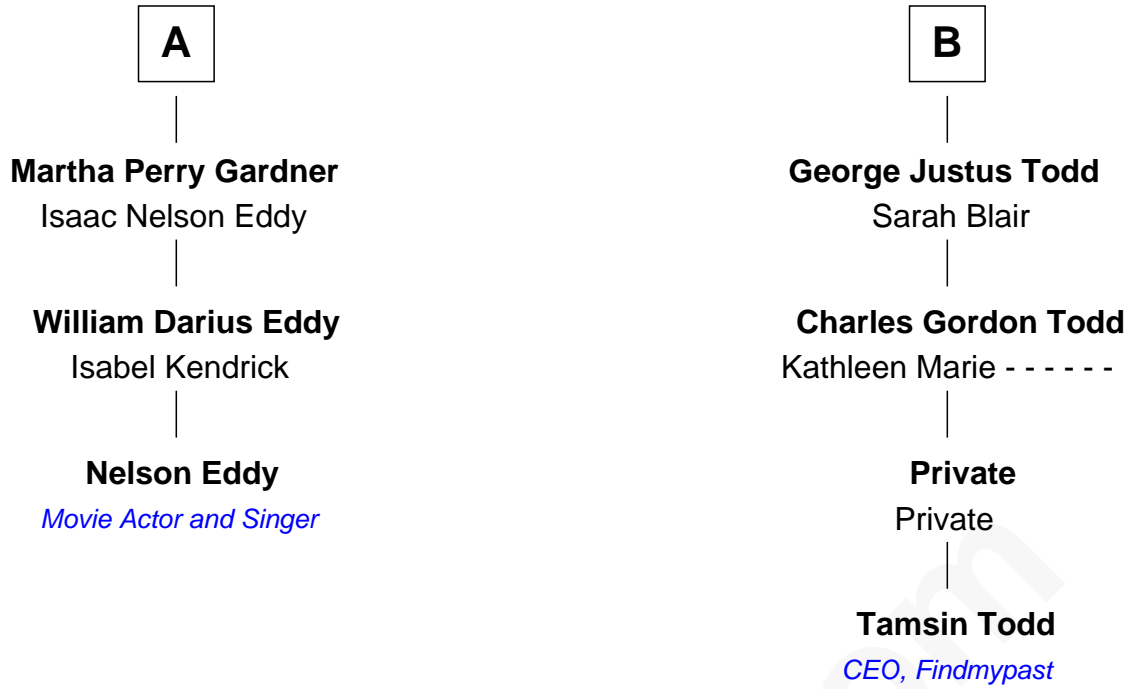 A
Martha Perry Gardner
Isaac Nelson Eddy
William Darius Eddy
Isabel Kendrick
Nelson Eddy
Movie Actor and Singer
B
George Justus Todd
Sarah Blair
Charles Gordon Todd
Kathleen Marie - - - - - -
Private
Private
Tamsin Todd
CEO, Findmypast